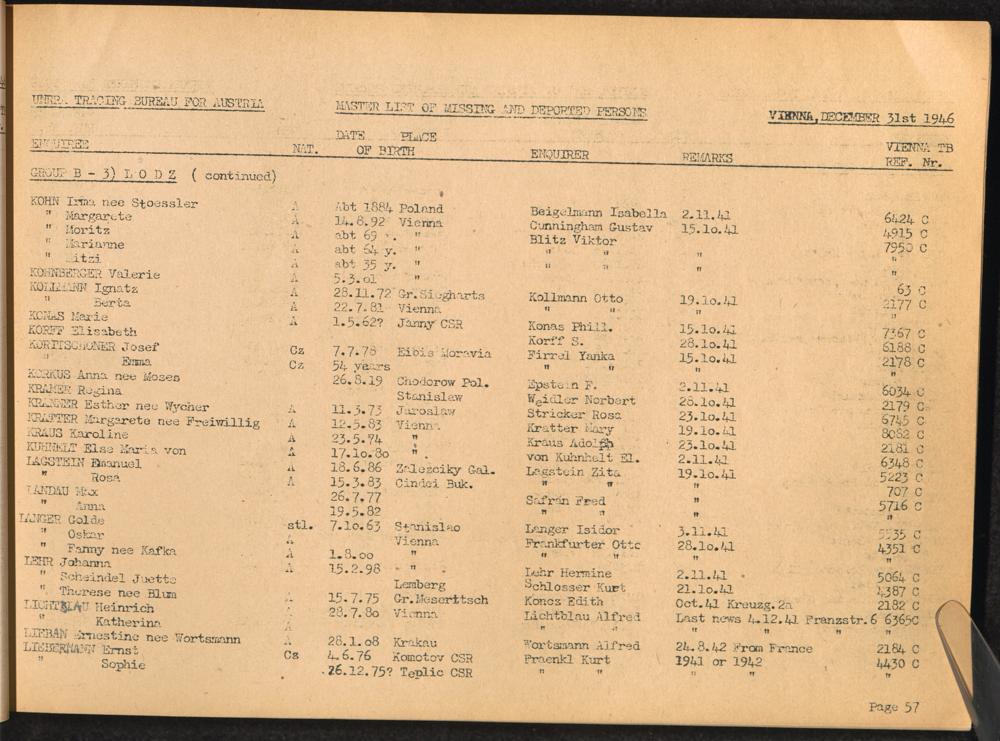 UNRRA TRACING BUREAU FOR AUSTRIA MASTER LIST OF MISSING AND DEPORTED PERSONS VIENNA, DECEMBER 31st 1946
ENQUIREE NAT. DATE PLACE OF BIRTH ENQUIRER REMARKS VIENNA TB REF. Nr.
GROUP B - 3) L O D Z ( continued)
KOHN Irma nee Stoessler A Abt 1884 Poland Beigelmann Isabella 2.11.41 6424 C
" Margarete A 14.8.92 Vienna Cunningham Gustav 15.1o.41 4915 C
" Moritz A abt 69 y. " Blitz Viktor 7950 C
" Marianne A abt 64 y. " " " " "
" Mitzi A abt 35 y. " " " " "
KOHNBERGER Valerie A 5.3.o1 " 63 C
KOLLMANN Ignatz A 28.11.72 Gr.Siegharts Kollmann Otto 19.1o.41 2177 C
" Berta A 22.7.81 Vienna " " " "
KONAS Marie A 1.5.62? Janny CSR Konas Phill. 15.1o.41 7367 C
KORFF Elisabeth Korff S. 28.1o.41 6188 C
KORITSCHONER Josef Cz 7.7.78 Eibis Moravia Firrel Yanka 15.1o.41 2178 C
" Emma Cz 54 years " " " "
KORKUS Anna nee Moses 26.8.19 Chodorow Pol. Epstein F. 2.11.41 6034 C
KRAMER Regina Stanislaw Weidler Norbert 28.1o.41 2179 C
KRAMMER Esther nee Wycher A 11.3.73 Jaroslaw Stricker Rosa 23.1o.41 6745 C
KRATTER Margarete nee Freiwillig A 12.5.83 Vienna Kratter Mary 19.1o.41 8062 C
KRAUS Karoline A 23.5.74 " Kraus Adolph 23.1o.41 2181 C
KUHNELT Else Maria von A 17.1o.8o " von Kuhnhelt El. 2.11.41 6348 C
LAGSTEIN Emanuel A 18.6.86 Zalezciky Gal. Lagstein Zita 19.1o.41 5223 C
" Rosa A 15.3.83 Cindei Buk. " " " 707 C
LANDAU Max 26.7.77 Safran Fred " 5716 C
" Anna 19.5.82 " " " "
LANGER Golde stl. 7.1o.63 Stanislao Langer Isidor 3.11.41 5535 C
" Oskar A Vienna Frankfurter Otto 28.1o.41 4351 C
" Fanny nee Kafka A 1.8.oo " " " " "
LEHR Johanna A 15.2.98 Lehr Hermine 2.11.41 5064 C
" Scheindel Juette Lemberg Schlosser Kurt 21.1o.41 4387 C
" Therese nee Blum A 15.7.75 Gr.Meseritsch Koncz Edith Oct.41 Kreuzg.2a 2182 C
LICHTBLAU Heinrich A 28.7.8o Vienna Lichtblau Alfred Last news 4.12.41 Franzstr.6 6365C
" Katherina A " " " " " "
LIEBAN Ernestine nee Wortsmann A 28.1.o8 Krakau Wortsmann Alfred 24.8.42 From France 2184 C
LIEBERMANN Ernst Cz 4.6.76 Komotov CSR Fraenkl Kurt 1941 or 1942 4430 C
" Sophie 26.12.75? Teplic CSR " " " " "
Page 57